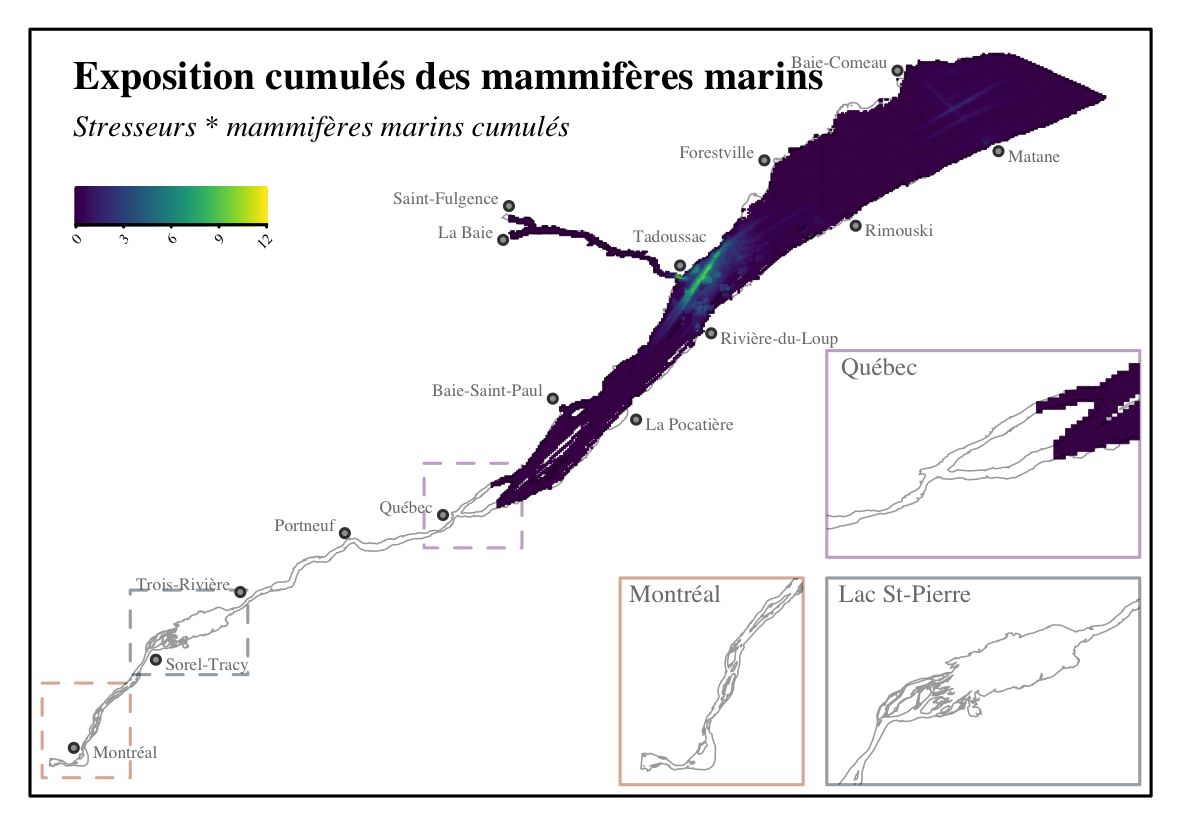 Exposition cumulés des mammifères marins
Stresseurs * mammifères marins cumulés
0
3
6
9
12
Baie-Comeau
Forestville
Matane
Saint-Fulgence
La Baie
Tadoussac
Rimouski
Rivière-du-Loup
Baie-Saint-Paul
La Pocatière
Québec
Portneuf
Trois-Rivière
Sorel-Tracy
Montréal
Québec
Montréal
Lac St-Pierre